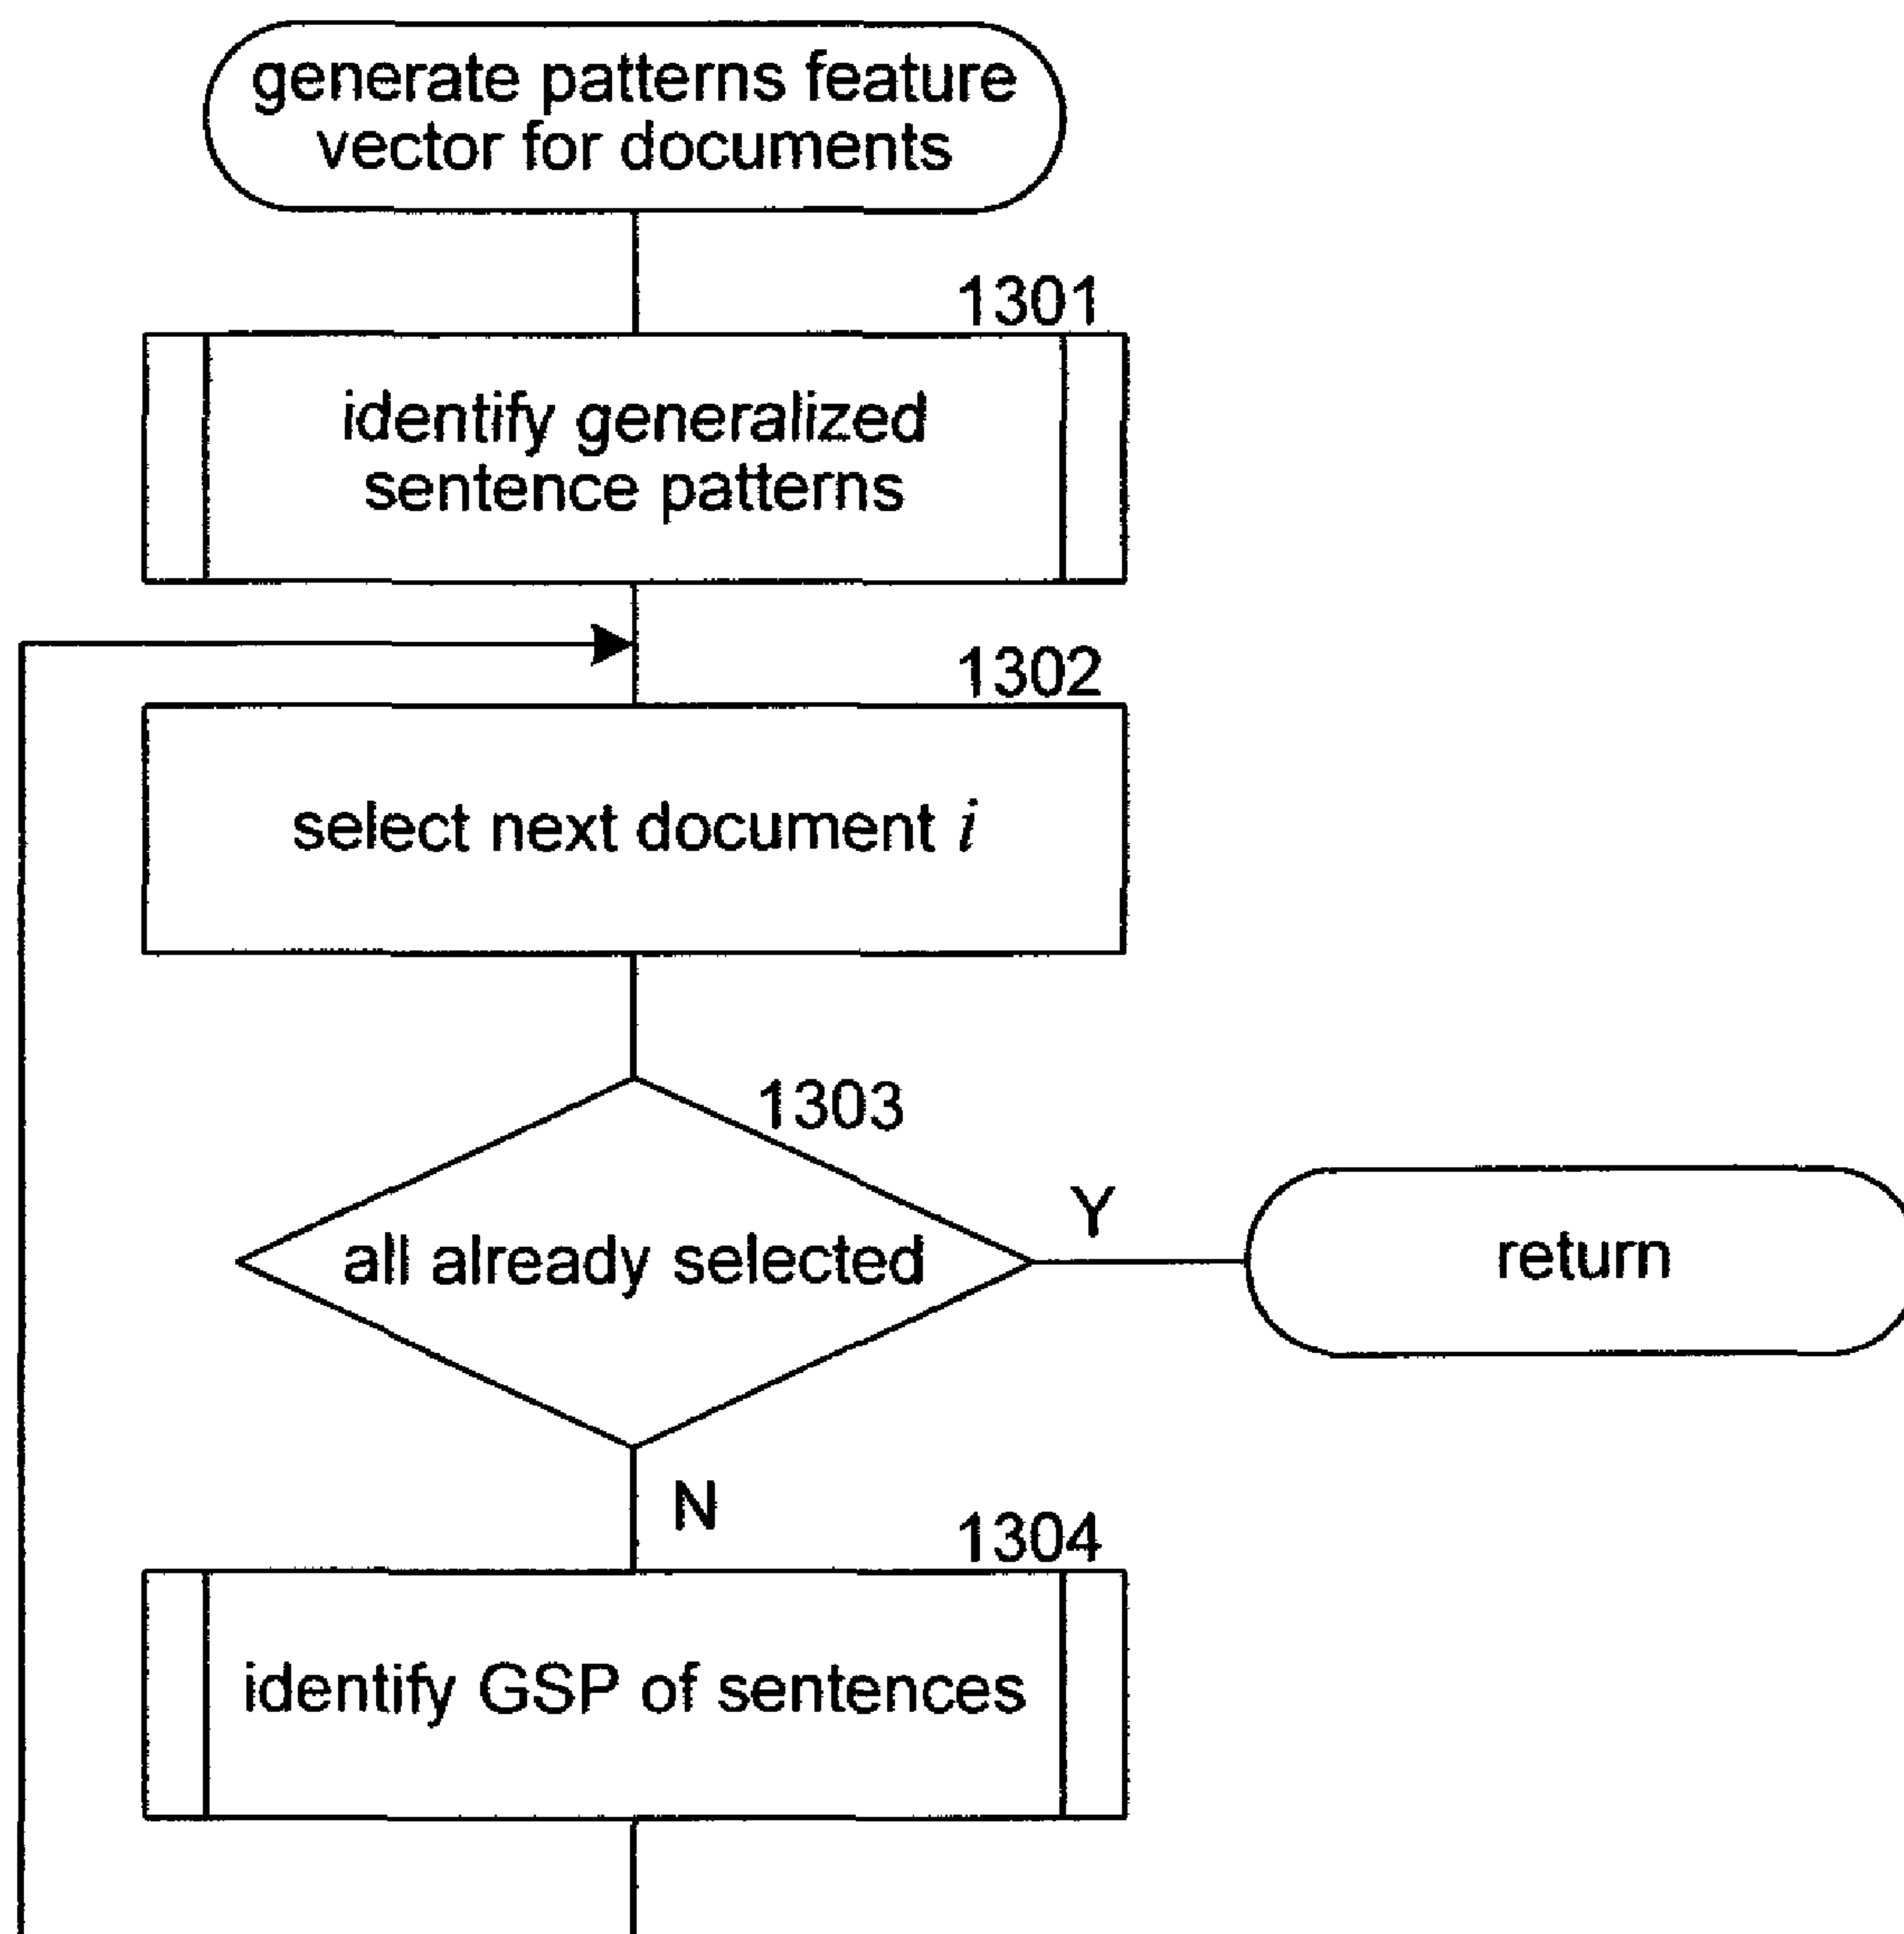 generate patterns feature
vector for documents
1301
identify generalized
sentence patterns
1302
select next document i
1303
all already selected
Y
return
N
1304
identify GSP of sentences